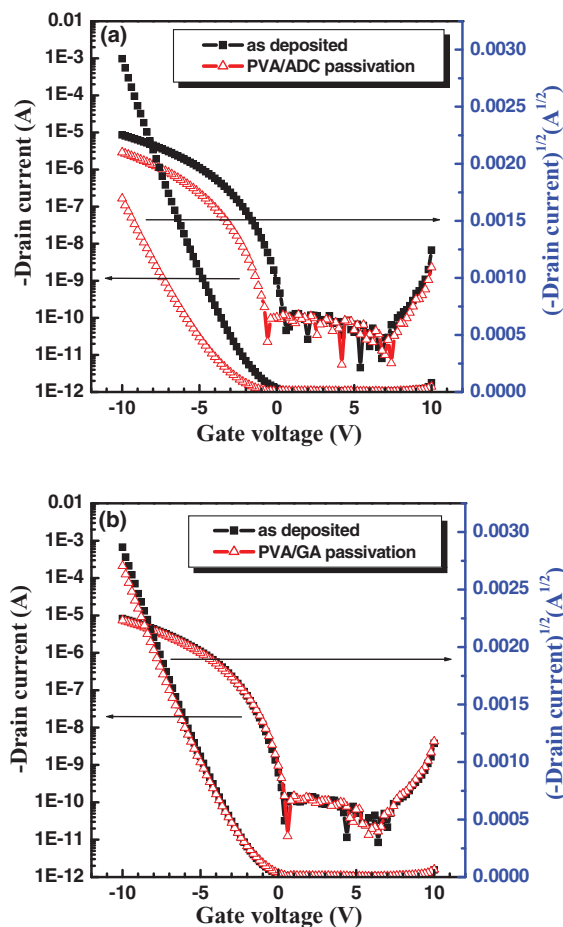 (a)
as deposited
PVA/ADC passivation
0.01
1E-3
1E-4
1E-5
1E-6
1E-7
1E-8
1E-9
1E-10
1E-11
1E-12
-Drain current (A)
0.0030
0.0025
0.0020
0.0015
0.0010
0.0005
0.0000
(-Drain current)^1/2(A^1/2)
-10 -5 0 5 10
Gate voltage (V)
(b)
as deposited
PVA/GA passivation
0.01
1E-3
1E-4
1E-5
1E-6
1E-7
1E-8
1E-9
1E-10
1E-11
1E-12
-Drain current (A)
0.0030
0.0025
0.0020
0.0015
0.0010
0.0005
0.0000
(-Drain current)^1/2(A^1/2)
-10 -5 0 5 10
Gate voltage (V)